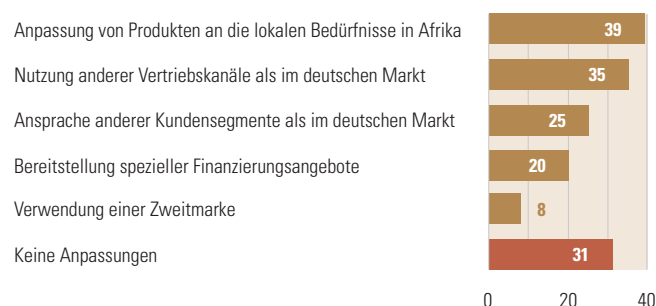 Anpassung von Produkten an die lokalen Bedürfnisse in Afrika 39
Nutzung anderer Vertriebskanäle als im deutschen Markt 35
Ansprache anderer Kundensegmente als im deutschen Markt 25
Bereitstellung spezieller Finanzierungsangebote 20
Verwendung einer Zweitmarke 8
Keine Anpassungen 31
0 20 40